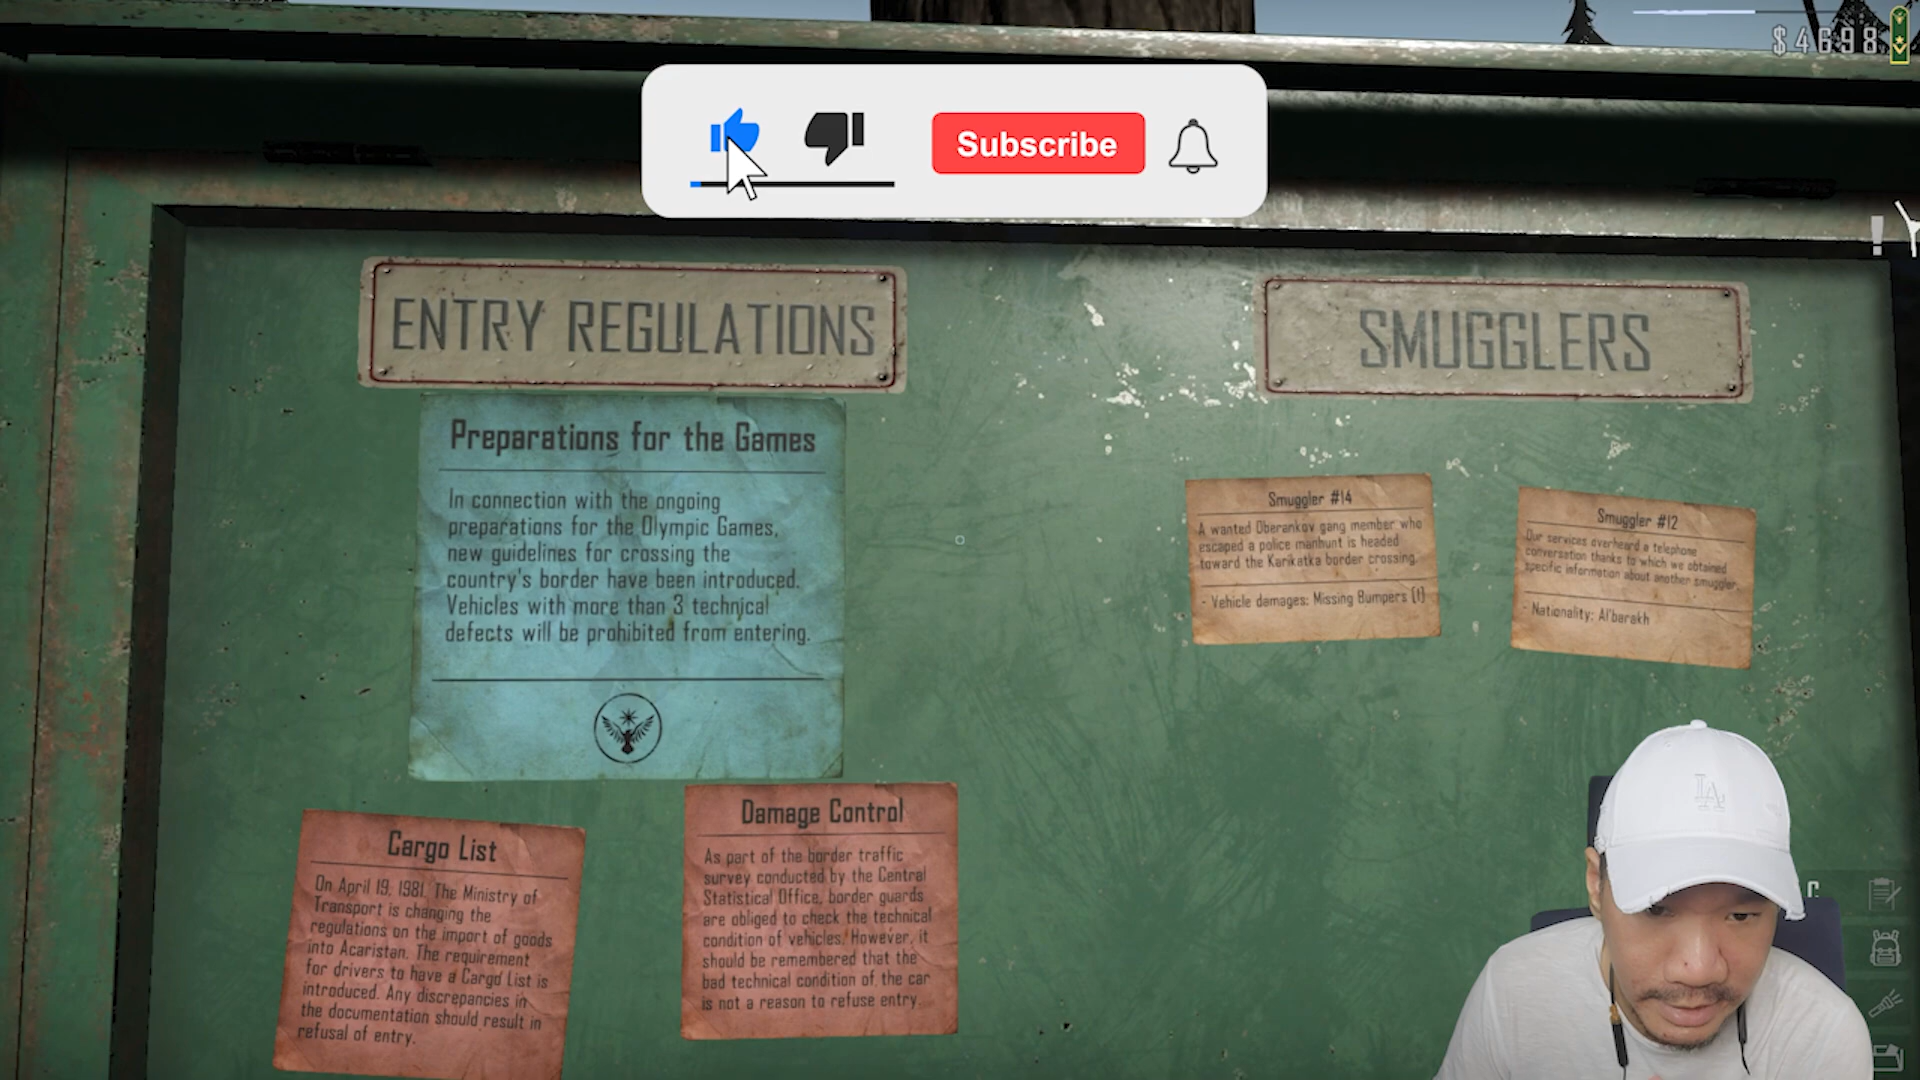 $4698
Subscribe
ENTRY REGULATIONS
SMUGGLERS
Preparations for the Games
In connection with the ongoing
preparations for the Olympic Games,
new guidelines for crossing the
country's border have been introduced.
Vehicles with more than 3 technical
defects will be prohibited from entering.
Smuggler #14
A wanted Oberankov gang member who
escaped a police manhunt is headed
toward the Karikatka border crossing.
- Vehicle damages: Missing Bumpers (1)
Smuggler #12
Our services overheard a telephone
conversation thanks to which we obtained
specific information about another smuggler.
- Nationality: Al'barakh
Cargo List
On April 19, 1981, The Ministry of
Transport is changing the
regulations on the import of goods
into Acaristan. The requirement
for drivers to have a Cargo List is
introduced. Any discrepancies in
the documentation should result in
refusal of entry.
Damage Control
As part of the border traffic
survey conducted by the Central
Statistical Office, border guards
are obliged to check the technical
condition of vehicles. However, it
should be remembered that the
bad technical condition of the car
is not a reason to refuse entry.
LA